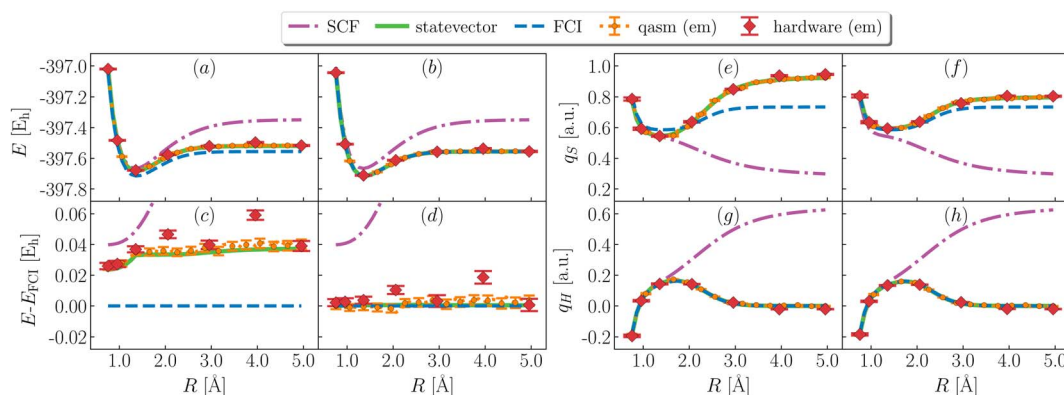 SCF statevector FCI qasm (em) hardware (em)
-397.0 (a) (b) 1.0 (e) (f)
-397.2 0.8
-397.4 0.6
-397.6 0.4
-397.8 0.2
E [Eh] qS [a.u.]
0.06 (c) (d) 0.6 (g) (h)
0.04 0.4
0.02 0.2
0.00 0.0
-0.02 -0.2
E-EFCI [Eh] qH [a.u.]
1.0 2.0 3.0 4.0 5.0 1.0 2.0 3.0 4.0 5.0 1.0 2.0 3.0 4.0 5.0 1.0 2.0 3.0 4.0 5.0
R [Å] R [Å] R [Å] R [Å]